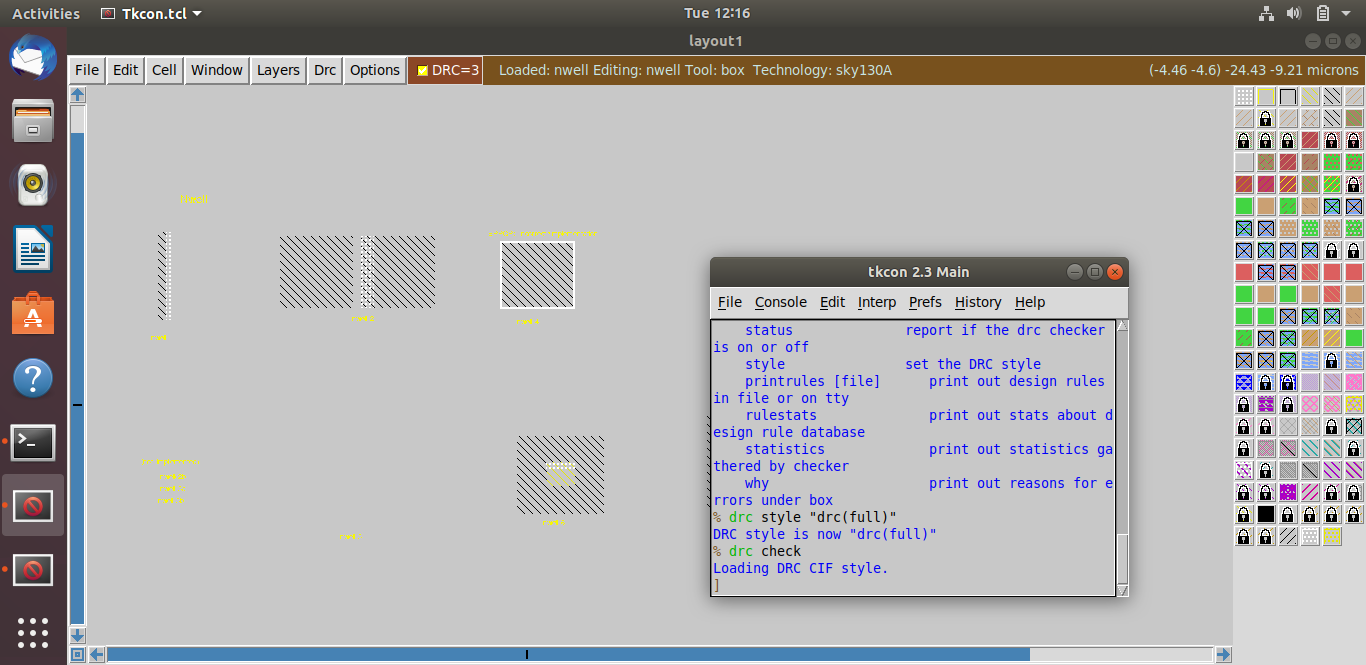 Activities
Tkcon.tcl
Tue 12:16
layout1
File Edit Cell Window Layers Drc Options DRC=3 Loaded: nwell Editing: nwell Tool: box Technology: sky130A (-4.46 -4.6) -24.43 -9.21 microns
Nwell
tkcon 2.3 Main
File Console Edit Interp Prefs History Help
status report if the drc checker
is on or off
style set the DRC style
printrules [file] print out design rules
in file or on tty
rulestats print out stats about d
esign rule database
statistics print out statistics ga
thered by checker
why print out reasons for e
rrors under box
% drc style "drc(full)"
DRC style is now "drc(full)"
% drc check
Loading DRC CIF style.
]